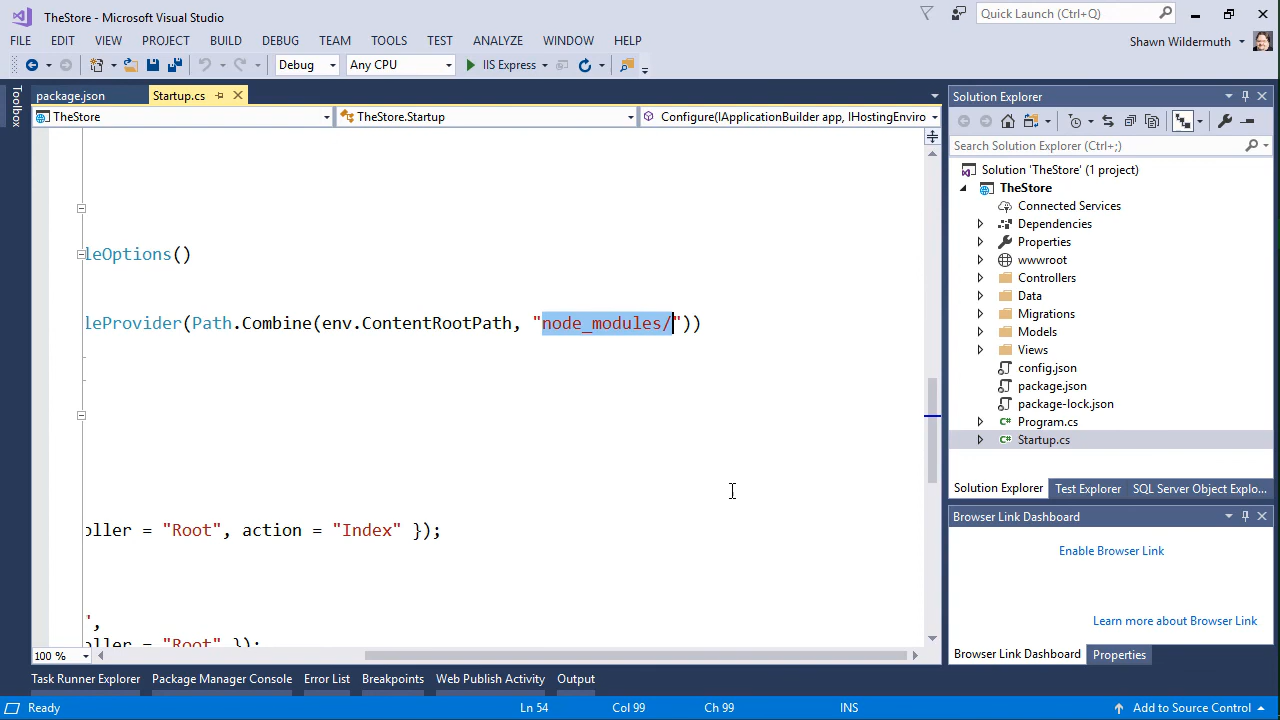 TheStore - Microsoft Visual Studio
Quick Launch (Ctrl+Q)
FILE EDIT VIEW PROJECT BUILD DEBUG TEAM TOOLS TEST ANALYZE WINDOW HELP
Shawn Wildermuth
Debug Any CPU IIS Express
Toolbox
package.json Startup.cs
TheStore TheStore.Startup Configure(IApplicationBuilder app, IHostingEnviro
leOptions()
leProvider(Path.Combine(env.ContentRootPath, "node_modules/"))
oller = "Root", action = "Index" });
",
oller = "Root" });
100 %
Solution Explorer
Search Solution Explorer (Ctrl+;)
Solution 'TheStore' (1 project)
TheStore
Connected Services
Dependencies
Properties
wwwroot
Controllers
Data
Migrations
Models
Views
config.json
package.json
package-lock.json
C# Program.cs
C# Startup.cs
Solution Explorer Test Explorer SQL Server Object Explo...
Browser Link Dashboard
Enable Browser Link
Learn more about Browser Link
Browser Link Dashboard Properties
Task Runner Explorer Package Manager Console Error List Breakpoints Web Publish Activity Output
Ready Ln 54 Col 99 Ch 99 INS Add to Source Control